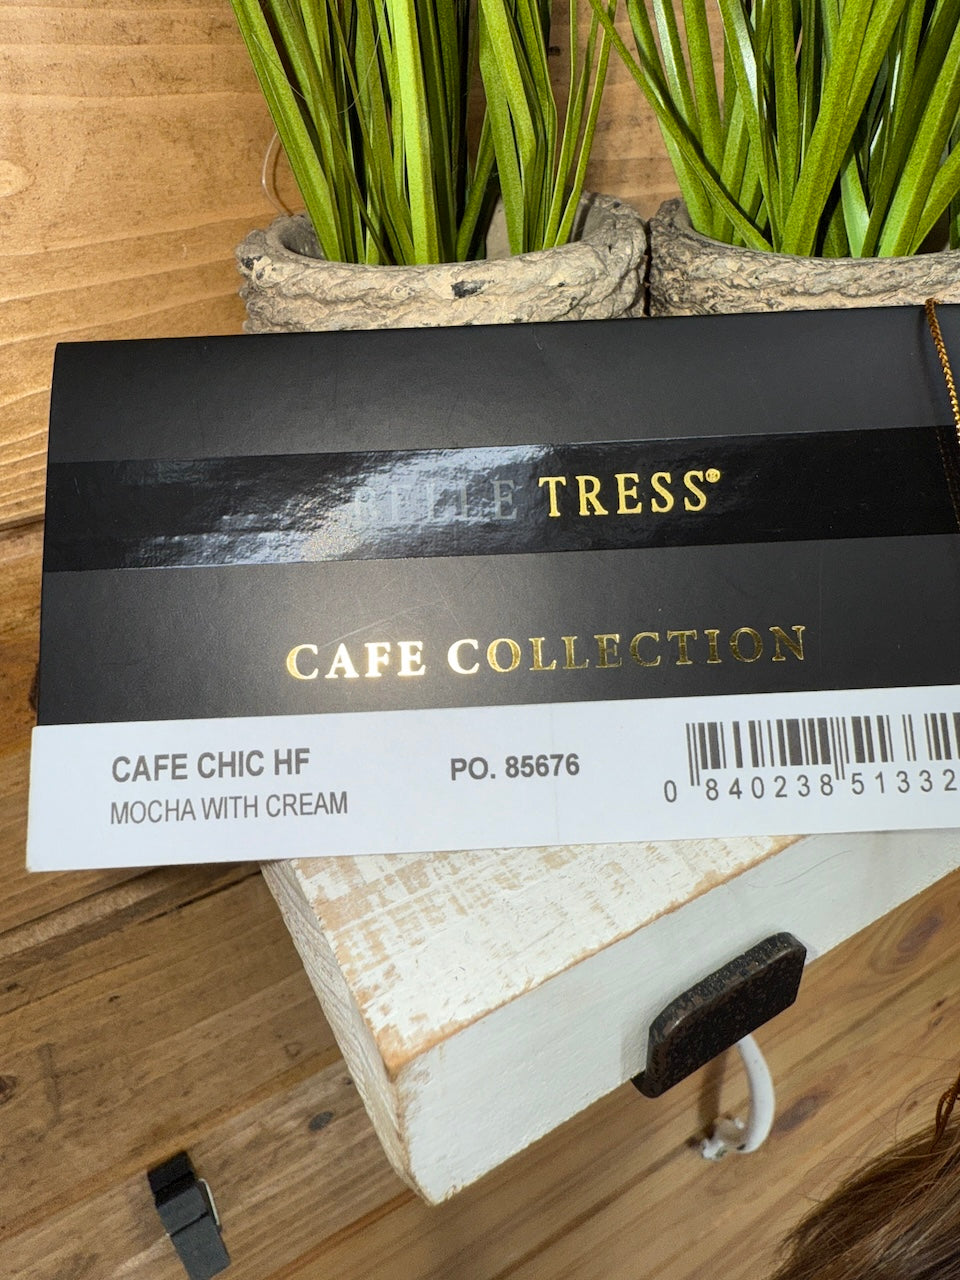 BELLE TRESS®
CAFE COLLECTION
CAFE CHIC HF
PO. 85676
MOCHA WITH CREAM
0 840238 51332